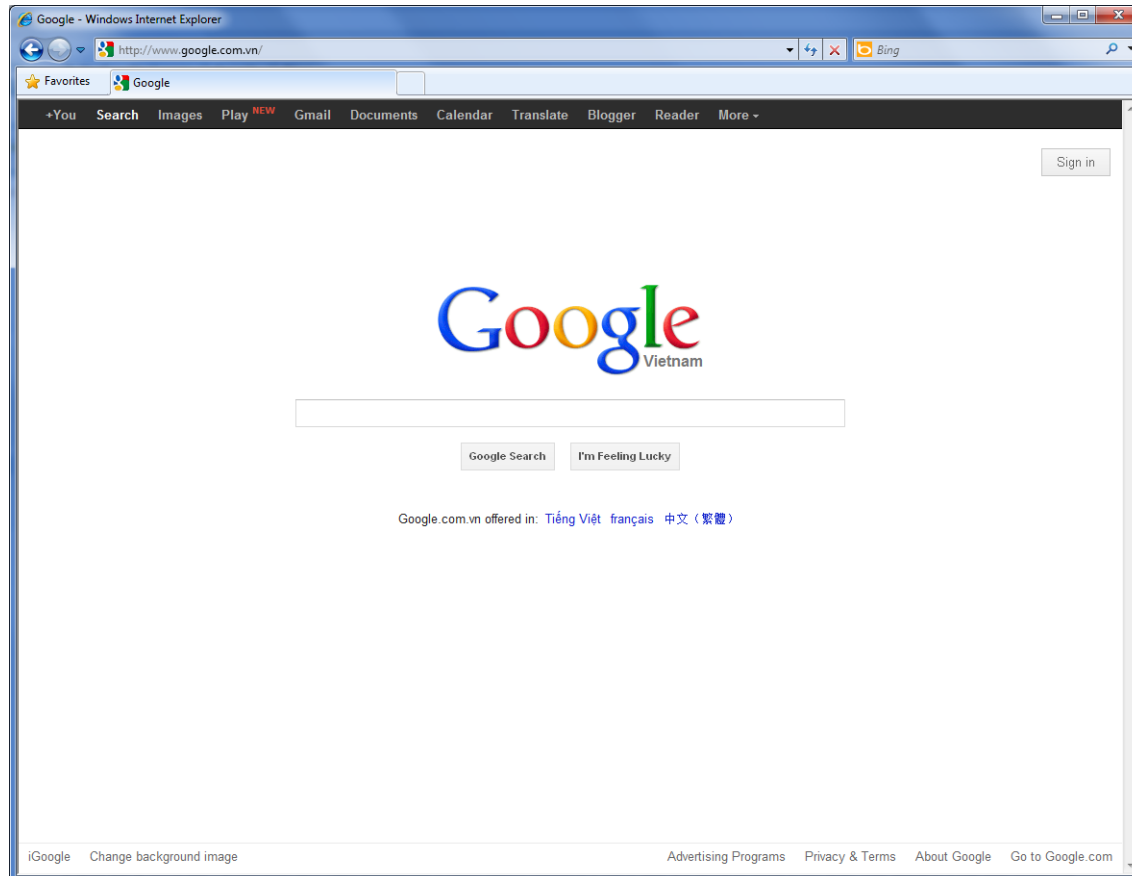 Google - Windows Internet Explorer
http://www.google.com.vn/
Bing
Favorites Google
+You Search Images Play NEW Gmail Documents Calendar Translate Blogger Reader More
Sign in
Google
Vietnam
Google Search I'm Feeling Lucky
Google.com.vn offered in: Tiếng Việt français 中文（繁體）
iGoogle Change background image Advertising Programs Privacy & Terms About Google Go to Google.com